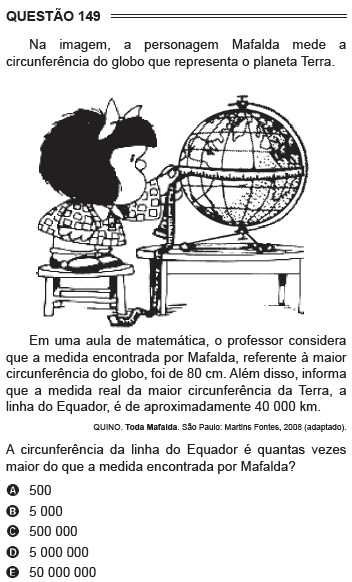 QUESTÃO 149
Na imagem, a personagem Mafalda mede a
circunferência do globo que representa o planeta Terra.
Em uma aula de matemática, o professor considera
que a medida encontrada por Mafalda, referente à maior
circunferência do globo, foi de 80 cm. Além disso, informa
que a medida real da maior circunferência da Terra, a
linha do Equador, é de aproximadamente 40 000 km.
QUINO. Toda Mafalda. São Paulo: Martins Fontes, 2008 (adaptado).
A circunferência da linha do Equador é quantas vezes
maior do que a medida encontrada por Mafalda?
A 500
B 5 000
C 500 000
D 5 000 000
E 50 000 000